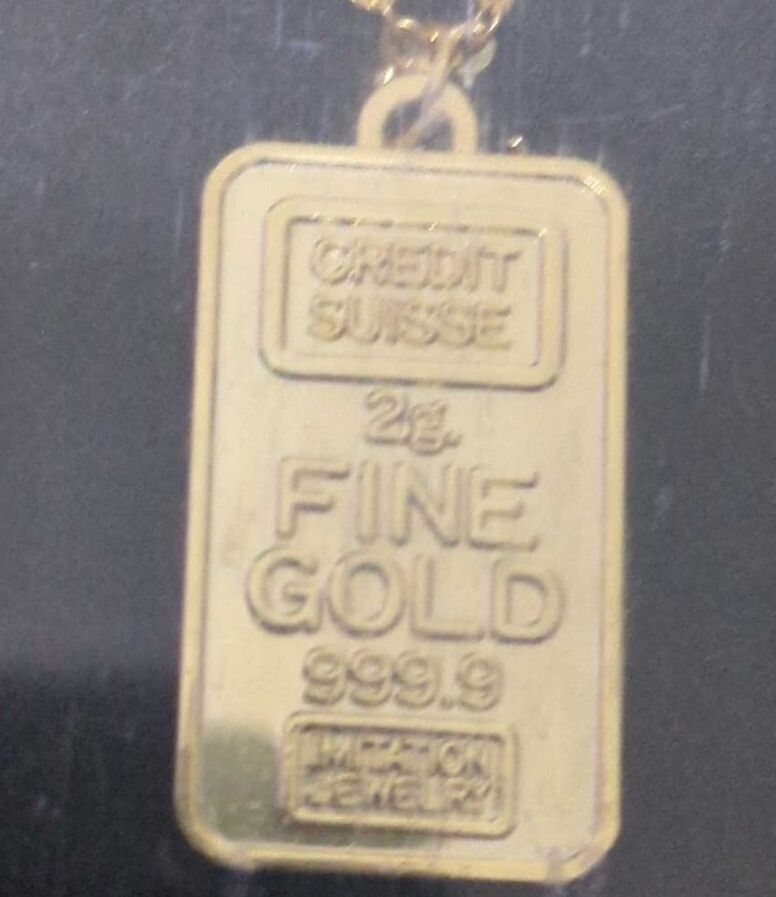 CREDIT
SUISSE
2g.
FINE
GOLD
999.9
IMITATION
JEWELRY